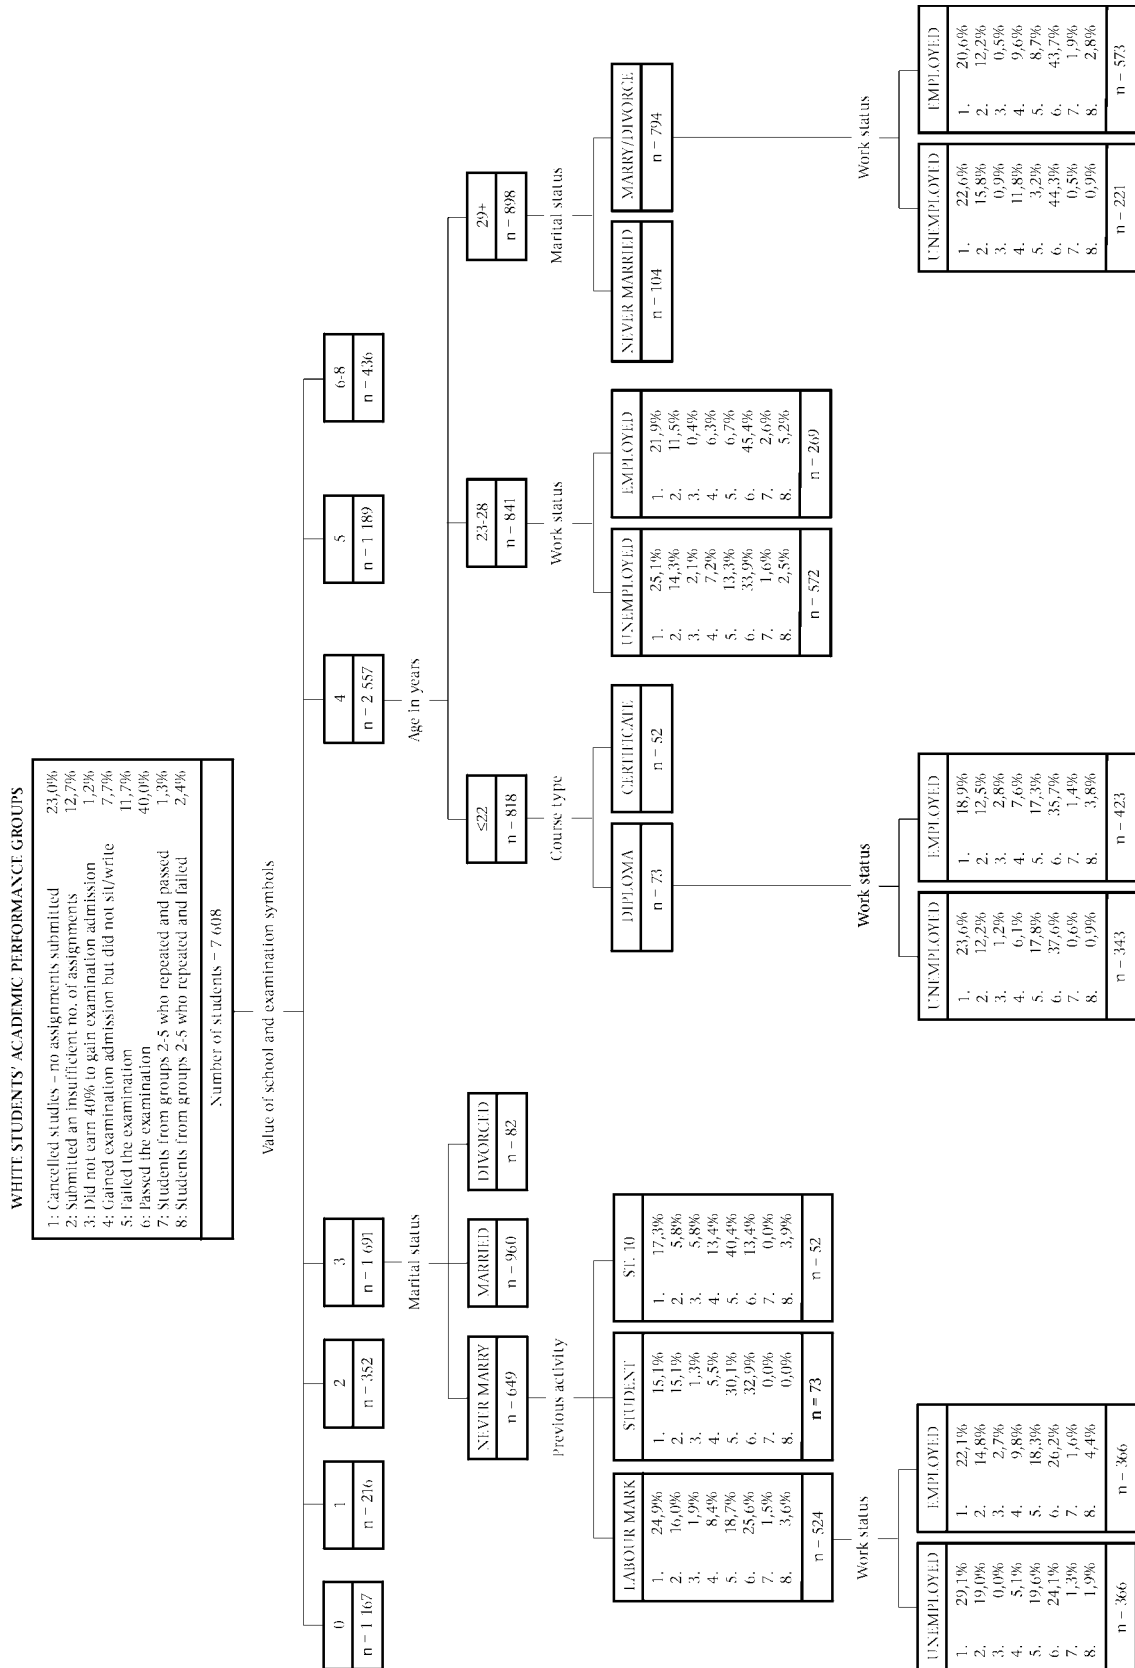 WHITE STUDENTS' ACADEMIC PERFORMANCE GROUPS
1: Cancelled studies – no assignments submitted 23,0%
2: Submitted an insufficient no. of assignments 12,7%
3: Did not earn 40% to gain examination admission 1,2%
4: Gained examination admission but did not sit/write 7,7%
5: Failed the examination 11,7%
6: Passed the examination 40,0%
7: Students from groups 2-5 who repeated and passed 1,3%
8: Students from groups 2-5 who repeated and failed 2,4%
Number of students – 7 608
Value of school and examination symbols
0
n – 1 167
1
n – 216
2
n – 352
3
n – 1 691
4
n – 2 557
5
n – 1 189
6-8
n – 436
Marital status
NEVER MARRY
n – 649
MARRIED
n – 960
DIVORCED
n – 82
Previous activity
LABOUR MARK
1. 24,9%
2. 16,0%
3. 1,9%
4. 8,4%
5. 18,7%
6. 25,6%
7. 1,5%
8. 3,6%
n – 524
STUDENT
1. 15,1%
2. 15,1%
3. 1,3%
4. 5,5%
5. 30,1%
6. 32,9%
7. 0,0%
8. 0,0%
n = 73
ST. 10
1. 17,3%
2. 5,8%
3. 5,8%
4. 13,4%
5. 40,4%
6. 13,4%
7. 0,0%
8. 3,9%
n – 52
Work status
UNEMPLOYED
1. 29,1%
2. 19,0%
3. 0,0%
4. 5,1%
5. 19,6%
6. 24,1%
7. 1,3%
8. 1,9%
n – 366
EMPLOYED
1. 22,1%
2. 14,8%
3. 2,7%
4. 9,8%
5. 18,3%
6. 26,2%
7. 1,6%
8. 4,4%
n – 366
Age in years
≤22
n – 818
23-28
n – 841
29+
n – 898
Course type
DIPLOMA
n – 73
CERTIFICATE
n – 52
Work status
UNEMPLOYED
1. 23,6%
2. 12,2%
3. 1,2%
4. 6,1%
5. 17,8%
6. 37,6%
7. 0,6%
8. 0,9%
n – 343
EMPLOYED
1. 18,9%
2. 12,5%
3. 2,8%
4. 7,6%
5. 17,3%
6. 35,7%
7. 1,4%
8. 3,8%
n – 423
Work status
UNEMPLOYED
1. 25,1%
2. 14,3%
3. 2,1%
4. 7,2%
5. 13,3%
6. 33,9%
7. 1,6%
8. 2,5%
n – 572
EMPLOYED
1. 21,9%
2. 11,5%
3. 0,4%
4. 6,3%
5. 6,7%
6. 45,4%
7. 2,6%
8. 5,2%
n – 269
Marital status
NEVER MARRIED
n – 104
MARRY/DIVORCE
n – 794
Work status
UNEMPLOYED
1. 22,6%
2. 15,8%
3. 0,9%
4. 11,8%
5. 3,2%
6. 44,3%
7. 0,5%
8. 0,9%
n – 221
EMPLOYED
1. 20,6%
2. 12,2%
3. 0,5%
4. 9,6%
5. 8,7%
6. 43,7%
7. 1,9%
8. 2,8%
n – 573